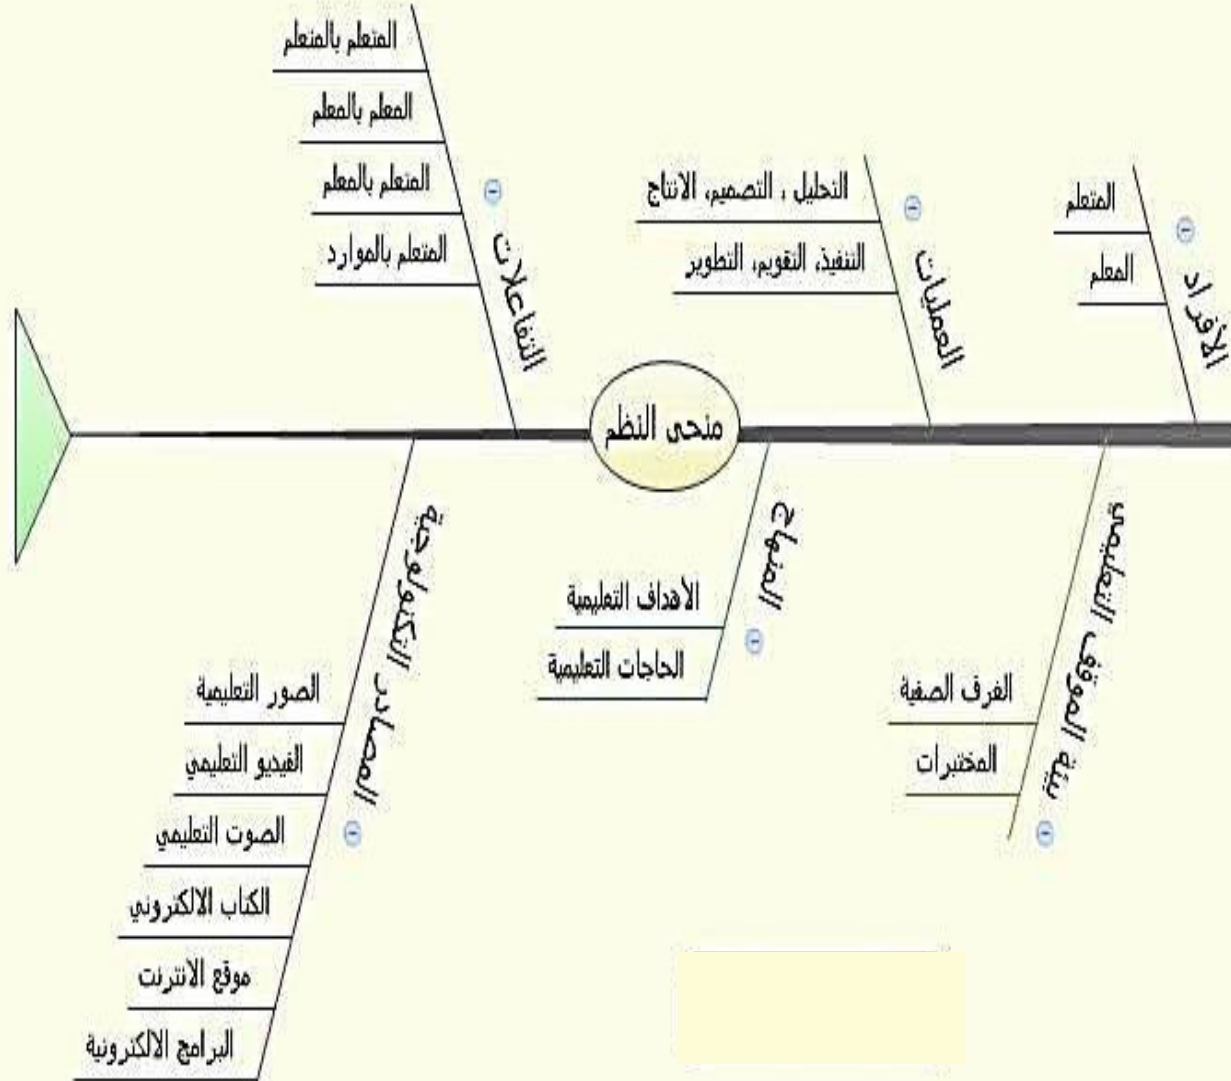 الأفراد
المتعلم
المعلم
العمليات
التحليل ، التصميم، الانتاج
التنفيذ، التقويم، التطوير
التفاعلات
المتعلم بالمتعلم
المعلم بالمعلم
المتعلم بالمعلم
المتعلم بالموارد
منحى النظم
بيئة الموقف التعليمي
الغرف الصفية
المختبرات
المنهاج
الأهداف التعليمية
الحاجات التعليمية
المصادر التكنولوجية
الصور التعليمية
الفيديو التعليمي
الصوت التعليمي
الكتاب الالكتروني
موقع الانترنت
البرامج الالكترونية